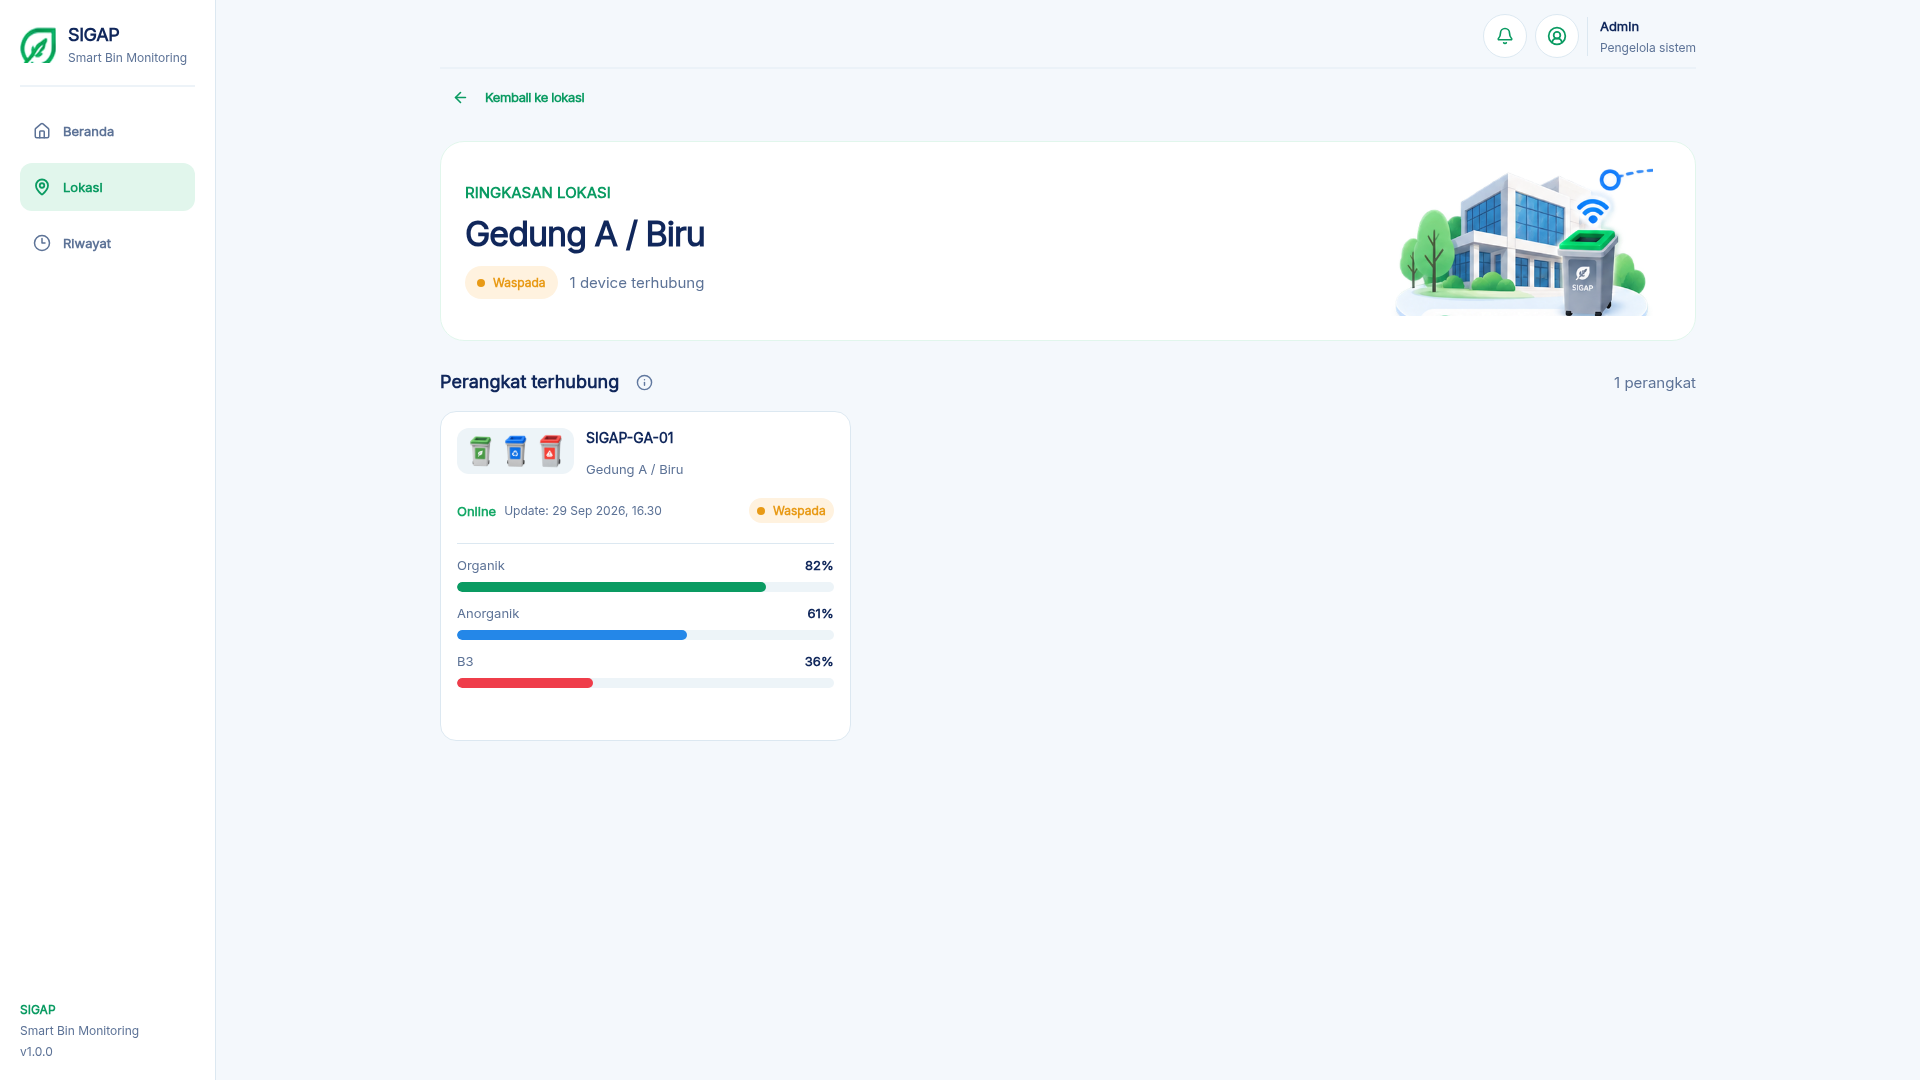 SIGAP
Smart Bin Monitoring
Beranda
Lokasi
Riwayat
SIGAP
Smart Bin Monitoring
v1.0.0
Admin
Pengelola sistem
Kembali ke lokasi
RINGKASAN LOKASI
Gedung A / Biru
Waspada
1 device terhubung
SIGAP
Perangkat terhubung
1 perangkat
SIGAP-GA-01
Gedung A / Biru
Online
Update: 29 Sep 2026, 16.30
Waspada
Organik
82%
Anorganik
61%
B3
36%